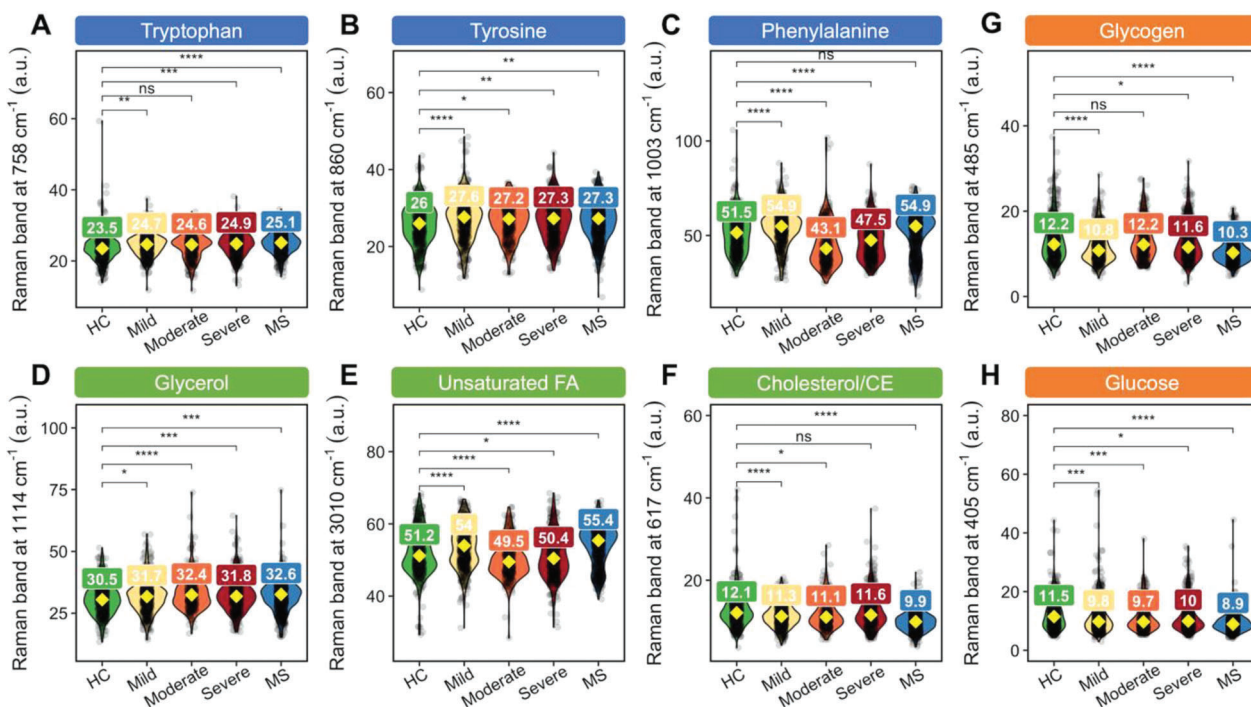 A
Tryptophan
Raman band at 758 cm⁻¹ (a.u.)
60
40
20
****
***
ns
**
23.5 24.7 24.6 24.9 25.1
HC Mild Moderate Severe MS
B
Tyrosine
Raman band at 860 cm⁻¹ (a.u.)
60
40
20
**
**
*
****
26 27.6 27.2 27.3 27.3
HC Mild Moderate Severe MS
C
Phenylalanine
Raman band at 1003 cm⁻¹ (a.u.)
100
50
ns
****
****
****
51.5 54.9 43.1 47.5 54.9
HC Mild Moderate Severe MS
G
Glycogen
Raman band at 485 cm⁻¹ (a.u.)
40
20
0
****
*
ns
****
12.2 10.8 12.2 11.6 10.3
HC Mild Moderate Severe MS
D
Glycerol
Raman band at 1114 cm⁻¹ (a.u.)
100
75
50
25
***
***
****
*
30.5 31.7 32.4 31.8 32.6
HC Mild Moderate Severe MS
E
Unsaturated FA
Raman band at 3010 cm⁻¹ (a.u.)
80
60
40
****
*
****
****
51.2 54 49.5 50.4 55.4
HC Mild Moderate Severe MS
F
Cholesterol/CE
Raman band at 617 cm⁻¹ (a.u.)
60
40
20
0
****
ns
*
****
12.1 11.3 11.1 11.6 9.9
HC Mild Moderate Severe MS
H
Glucose
Raman band at 405 cm⁻¹ (a.u.)
80
60
40
20
0
****
*
***
***
11.5 9.8 9.7 10 8.9
HC Mild Moderate Severe MS